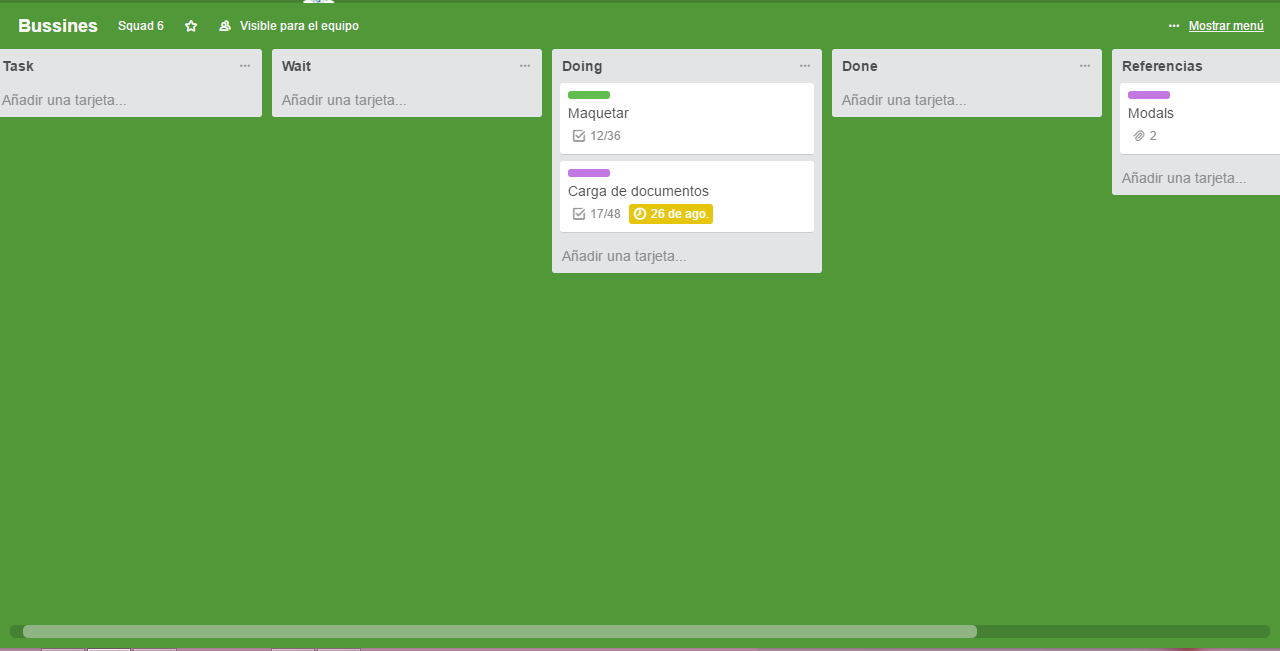 Bussines Squad 6 Visible para el equipo Mostrar menú
Task
Añadir una tarjeta...
Wait
Añadir una tarjeta...
Doing
Maquetar
12/36
Carga de documentos
17/48 26 de ago.
Añadir una tarjeta...
Done
Añadir una tarjeta...
Referencias
Modals
2
Añadir una tarjeta...